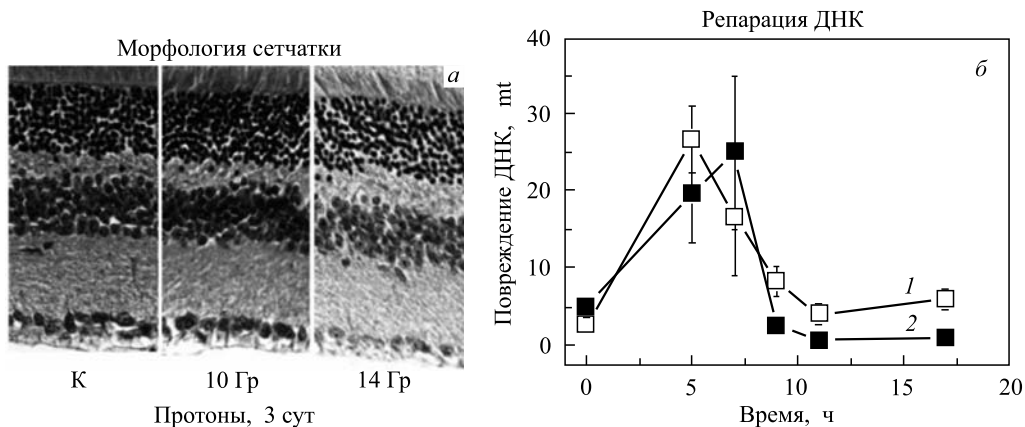 Морфология сетчатки
а
К
10 Гр
14 Гр
Протоны, 3 сут
Репарация ДНК
б
Повреждение ДНК, mt
40
30
20
10
0
1
2
0
5
10
15
20
Время, ч